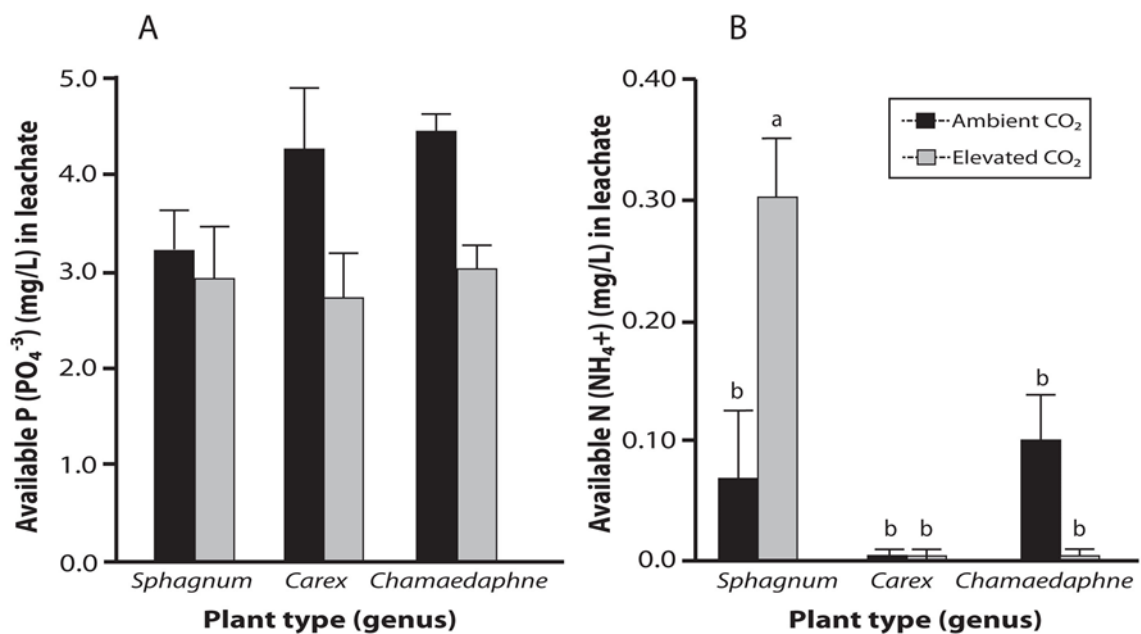 A
Available P (PO₄⁻³) (mg/L) in leachate
5.0
4.0
3.0
2.0
1.0
0.0
Sphagnum Carex Chamaedaphne
Plant type (genus)
B
Available N (NH₄+) (mg/L) in leachate
0.40
0.30
0.20
0.10
0.0
Ambient CO₂
Elevated CO₂
a
b
b
b b
b
Sphagnum Carex Chamaedaphne
Plant type (genus)